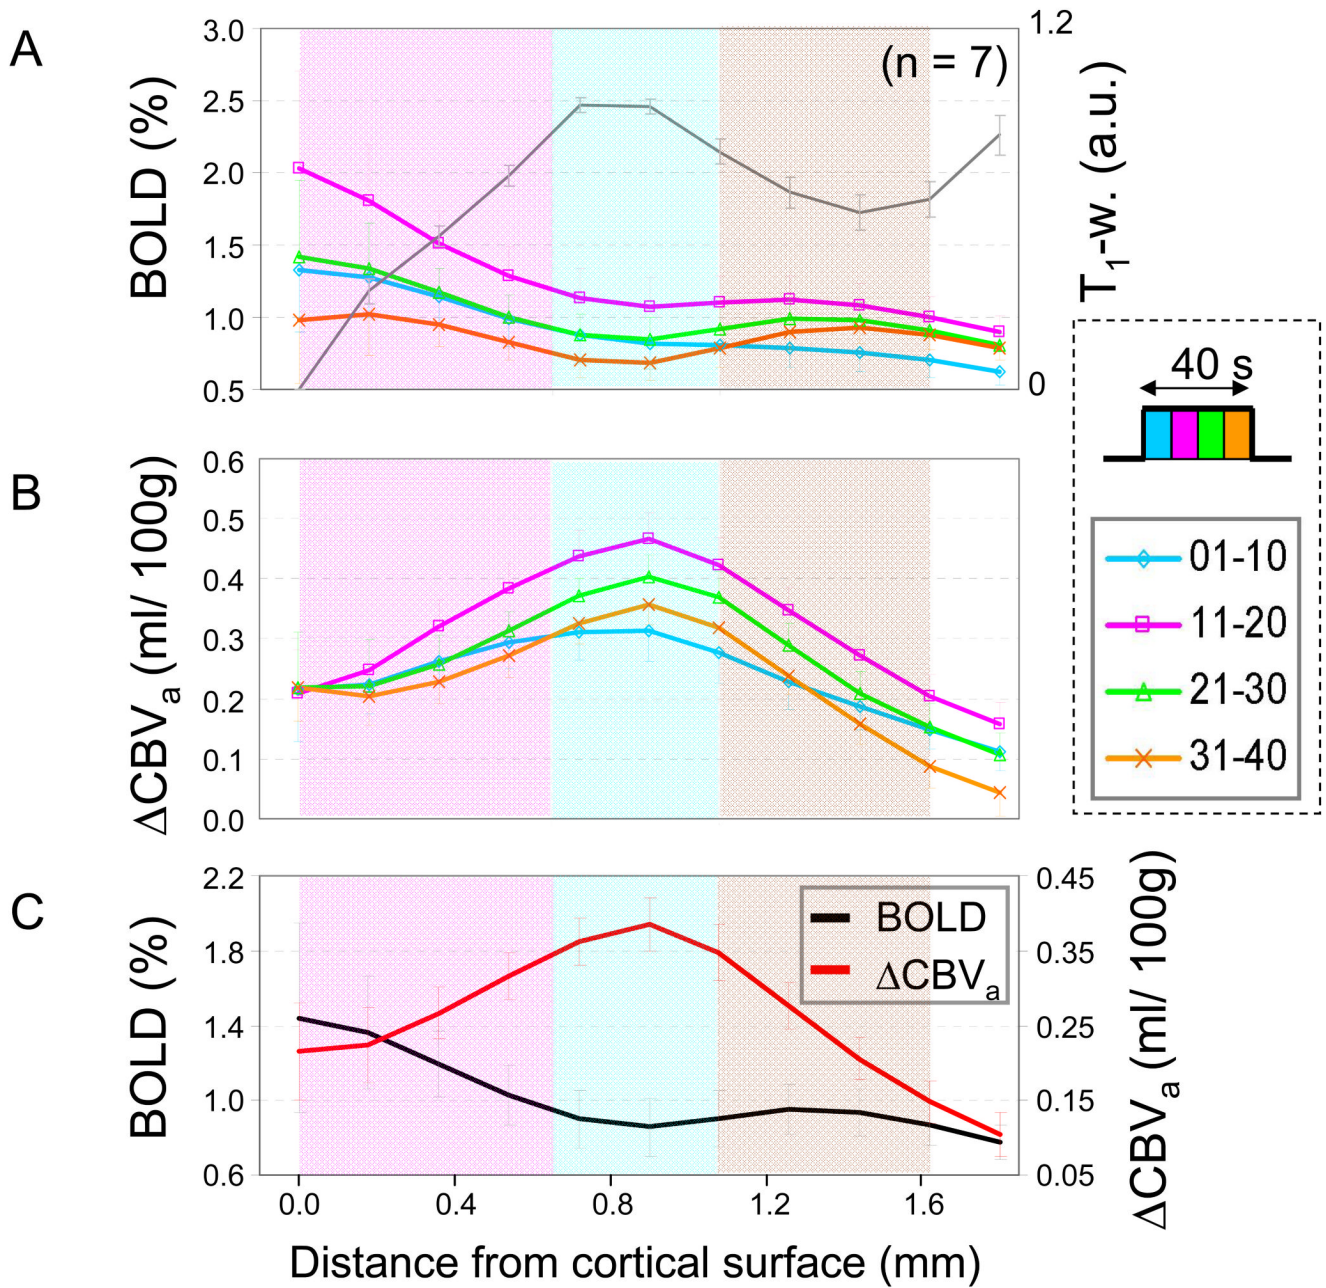 A
BOLD (%)
3.0
2.5
2.0
1.5
1.0
0.5
(n = 7)
1.2
0
T1-w. (a.u.)
40 s
01-10
11-20
21-30
31-40
B
ΔCBVa (ml/ 100g)
0.6
0.5
0.4
0.3
0.2
0.1
0.0
C
BOLD (%)
2.2
1.8
1.4
1.0
0.6
BOLD
ΔCBVa
0.45
0.35
0.25
0.15
0.05
ΔCBVa (ml/ 100g)
0.0 0.4 0.8 1.2 1.6
Distance from cortical surface (mm)